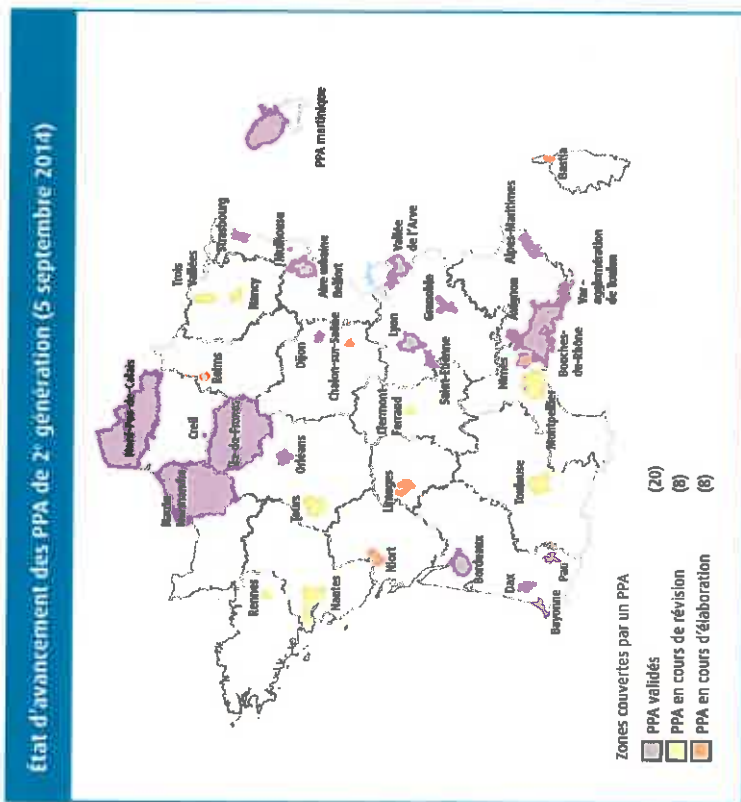 État d'avancement des PPA de 2e génération (5 septembre 2014)
PPA martinique
Nord-Pas-de-Calais
Haute-
Normandie
Creil
Île-de-France
Reims
Trois
Vallées
Nancy
Strasbourg
Mulhouse
Aire urbaine
Belfort
Rennes
Nantes
Tours
Orléans
Dijon
Chalon-sur-Saône
Niort
Limoges
Clermont-
Ferrand
Lyon
Vallée
de l'Arve
Saint-Étienne
Grenoble
Bordeaux
Dax
Bayonne
Pau
Toulouse
Montpellier
Nîmes
Avignon
Bouches-
du-Rhône
Alpes-Maritimes
Var -
agglomération
de Toulon
Bastia
Zones couvertes par un PPA
PPA validés (20)
PPA en cours de révision (8)
PPA en cours d'élaboration (8)